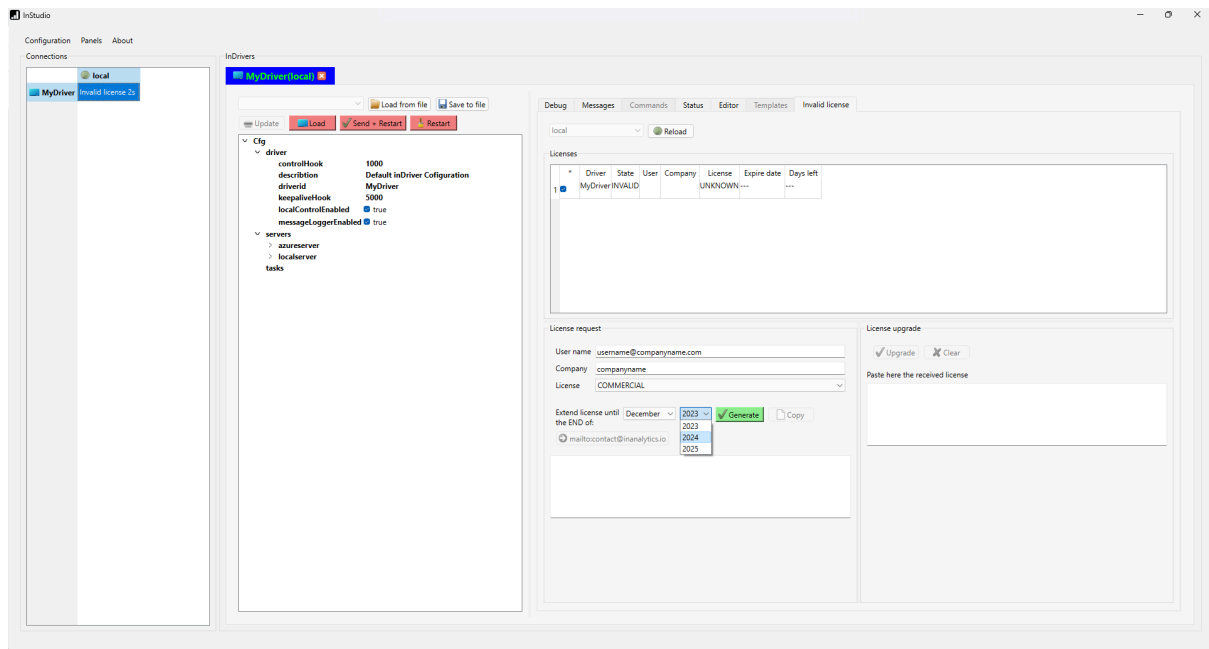 InStudio
Configuration Panels About
Connections
local
MyDriver Invalid license 2s
InDrivers
MyDriver(local)
Load from file Save to file
Update Load Send + Restart Restart
Cfg
driver
controlHook 1000
describtion Default inDriver Cofiguration
driverid MyDriver
keepaliveHook 5000
localControlEnabled true
messageLoggerEnabled true
servers
azureserver
localserver
tasks
Debug Messages Commands Status Editor Templates Invalid license
local Reload
Licenses
* Driver State User Company License Expire date Days left
1 MyDriver INVALID UNKNOWN --- ---
License request
User name username@companyname.com
Company companyname
License COMMERCIAL
Extend license until December 2023 Generate Copy
the END of:
2023
2024
2025
mailto:contact@inanalytics.io
License upgrade
Upgrade Clear
Paste here the received license